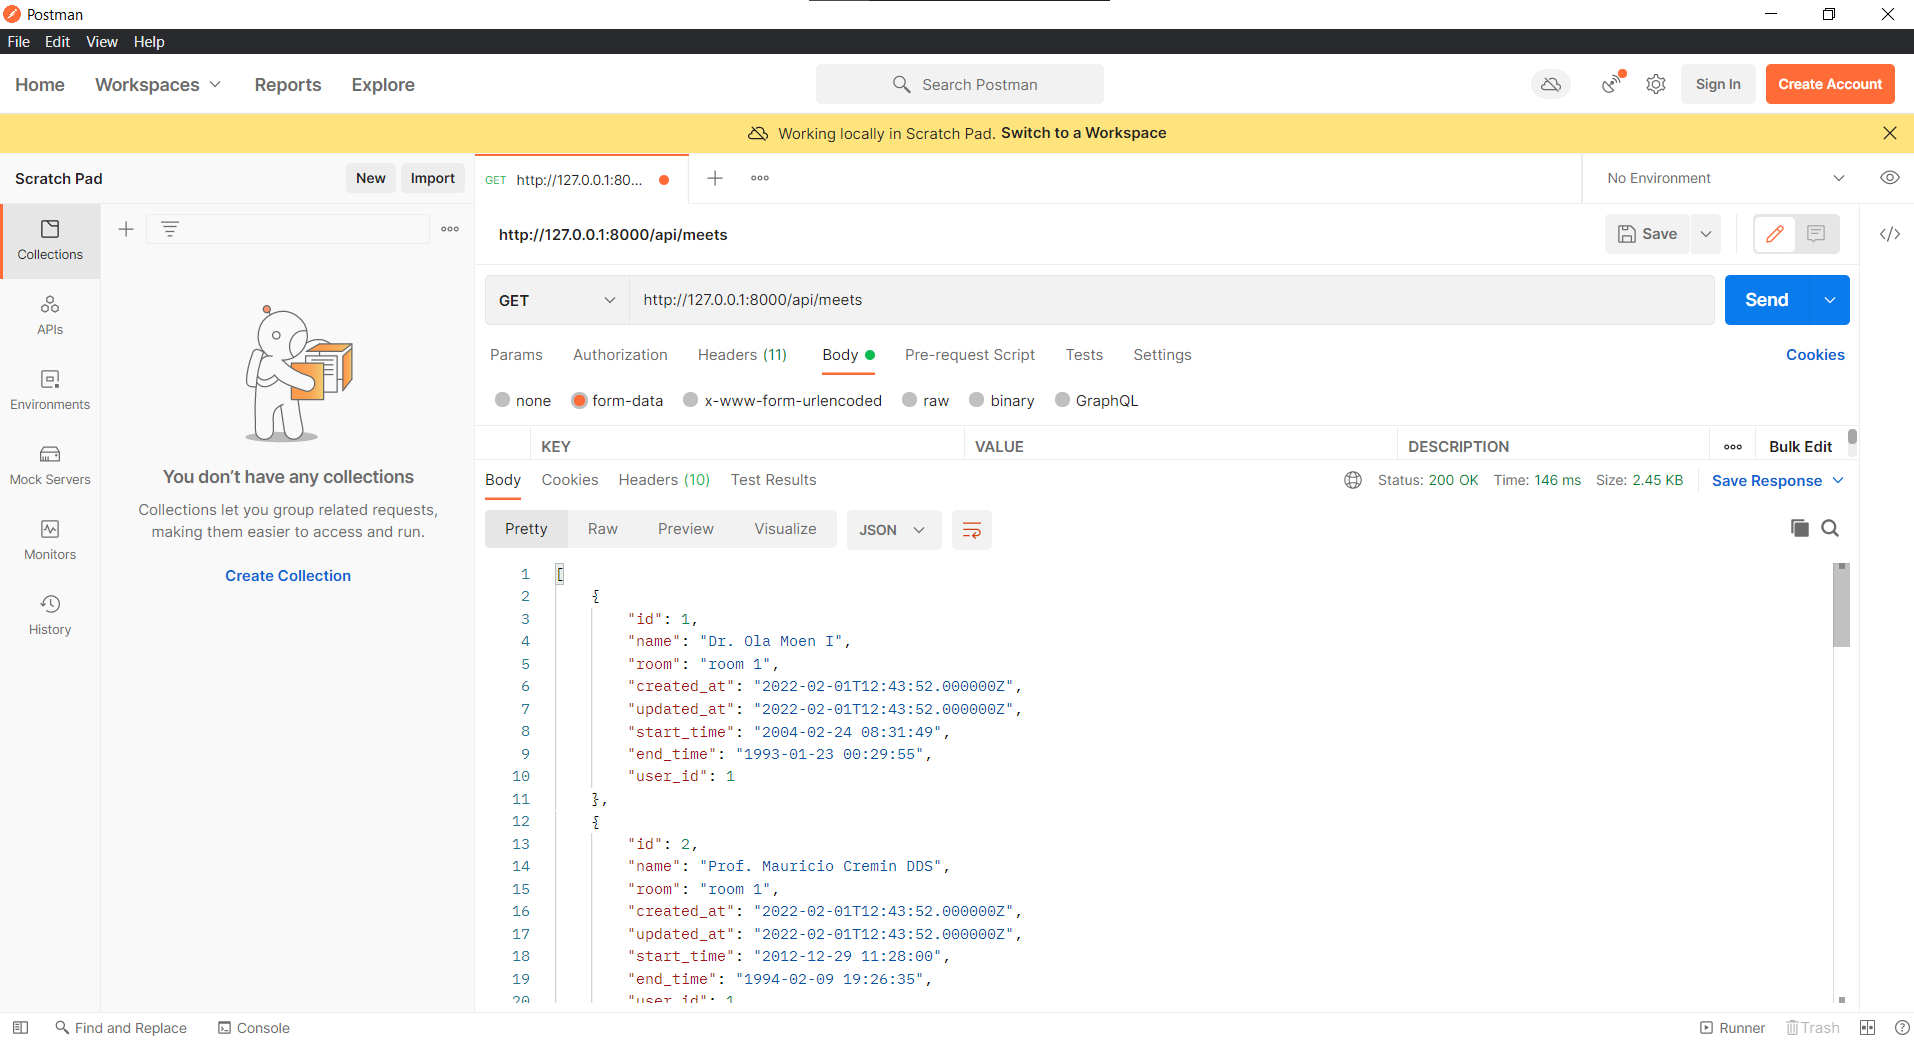 Postman
File Edit View Help
Home Workspaces Reports Explore Search Postman Sign In Create Account
Working locally in Scratch Pad. Switch to a Workspace
Scratch Pad New Import GET http://127.0.0.1:80... No Environment
Collections
APIs
Environments
Mock Servers
Monitors
History
You don’t have any collections
Collections let you group related requests,
making them easier to access and run.
Create Collection
http://127.0.0.1:8000/api/meets Save
GET http://127.0.0.1:8000/api/meets Send
Params Authorization Headers (11) Body Pre-request Script Tests Settings Cookies
none form-data x-www-form-urlencoded raw binary GraphQL
KEY VALUE DESCRIPTION Bulk Edit
Body Cookies Headers (10) Test Results Status: 200 OK Time: 146 ms Size: 2.45 KB Save Response
Pretty Raw Preview Visualize JSON
1 [
2 {
3 "id": 1,
4 "name": "Dr. Ola Moen I",
5 "room": "room 1",
6 "created_at": "2022-02-01T12:43:52.000000Z",
7 "updated_at": "2022-02-01T12:43:52.000000Z",
8 "start_time": "2004-02-24 08:31:49",
9 "end_time": "1993-01-23 00:29:55",
10 "user_id": 1
11 },
12 {
13 "id": 2,
14 "name": "Prof. Mauricio Cremin DDS",
15 "room": "room 1",
16 "created_at": "2022-02-01T12:43:52.000000Z",
17 "updated_at": "2022-02-01T12:43:52.000000Z",
18 "start_time": "2012-12-29 11:28:00",
19 "end_time": "1994-02-09 19:26:35",
20 "user_id": 1
Find and Replace Console Runner Trash